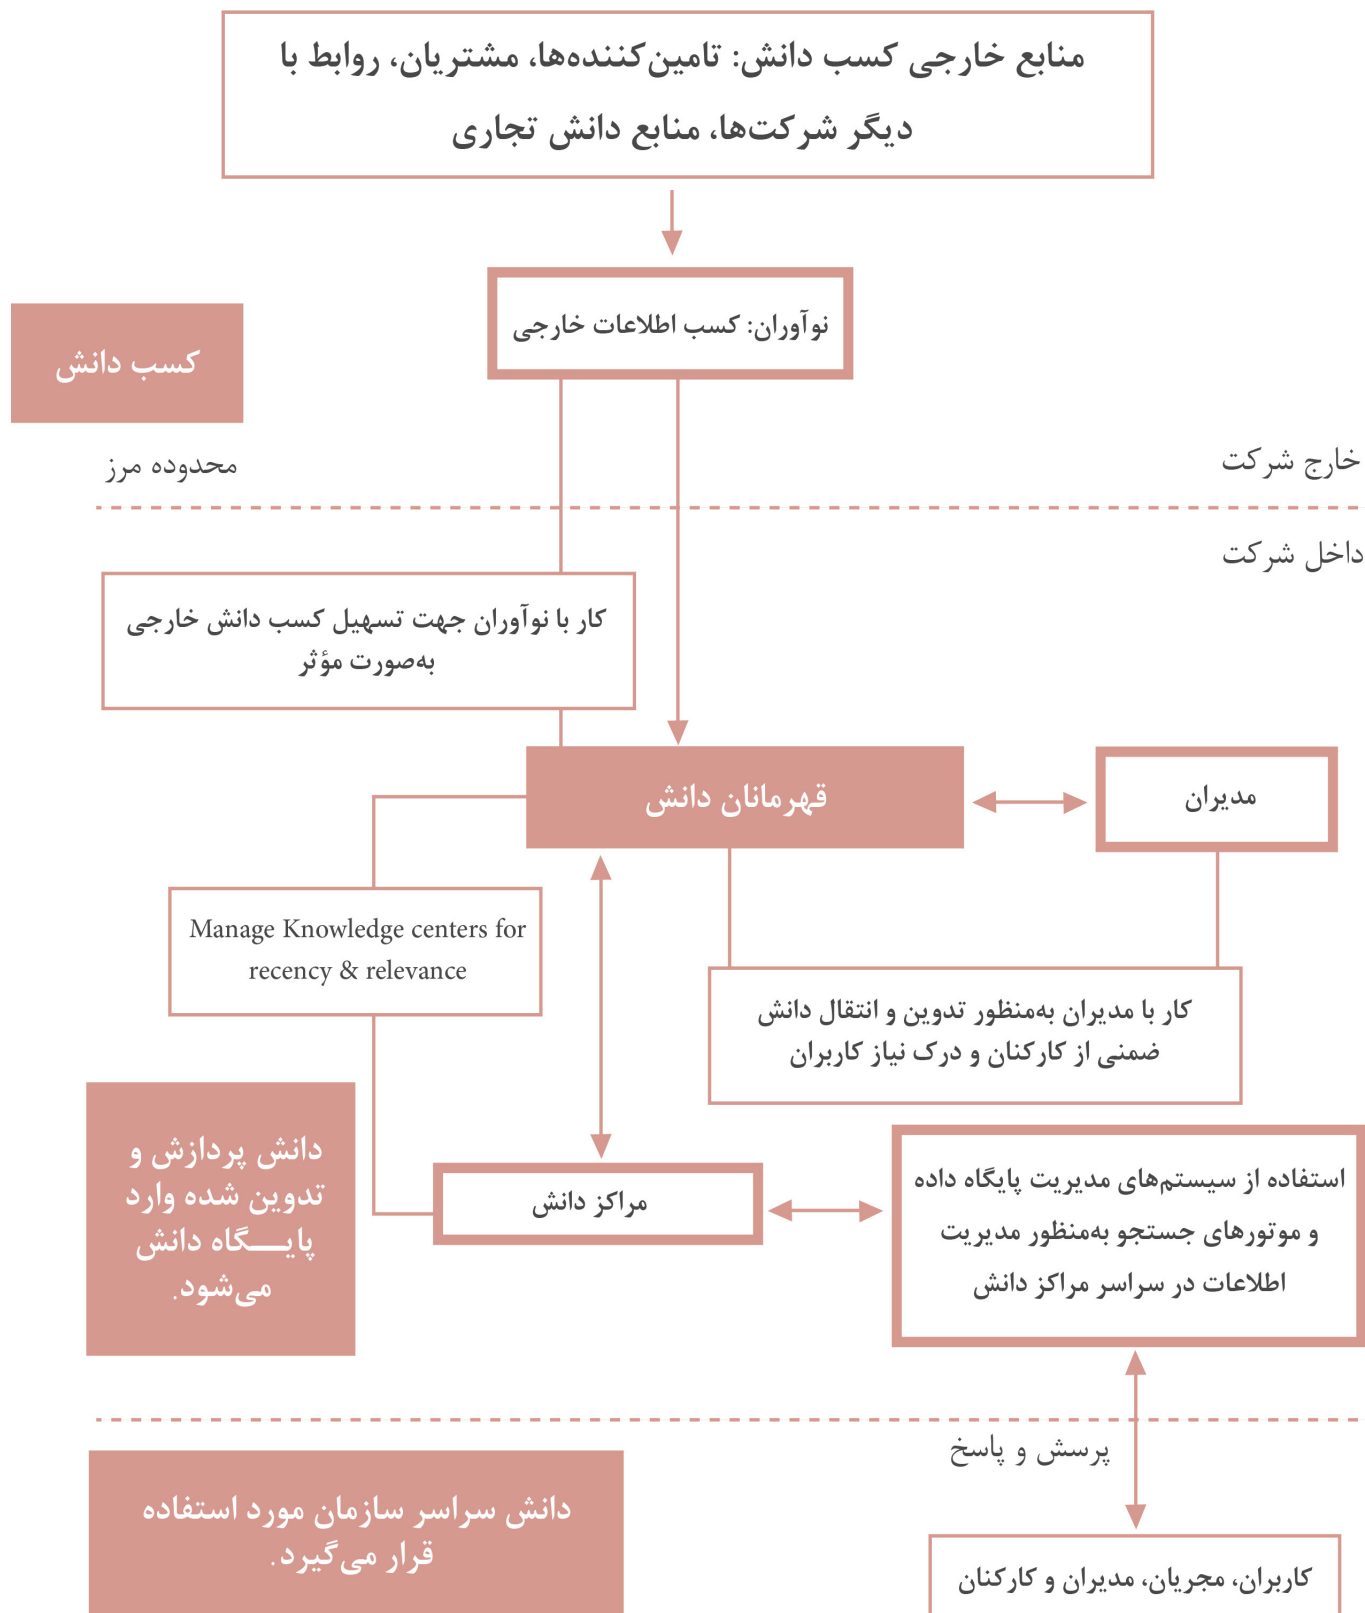 منابع خارجی کسب دانش: تامین‌کننده‌ها، مشتریان، روابط با
دیگر شرکت‌ها، منابع دانش تجاری
نوآوران: کسب اطلاعات خارجی
کسب دانش
خارج شرکت
محدوده مرز
داخل شرکت
کار با نوآوران جهت تسهیل کسب دانش خارجی
به‌صورت مؤثر
مدیران
قهرمانان دانش
Manage Knowledge centers for
recency & relevance
کار با مدیران به‌منظور تدوین و انتقال دانش
ضمنی از کارکنان و درک نیاز کاربران
استفاده از سیستم‌های مدیریت پایگاه داده
و موتورهای جستجو به‌منظور مدیریت
اطلاعات در سراسر مراکز دانش
مراکز دانش
دانش پردازش و
تدوین شده وارد
پایـــگاه دانش
می‌شود.
پرسش و پاسخ
دانش سراسر سازمان مورد استفاده
قرار می‌گیرد.
کاربران، مجریان، مدیران و کارکنان